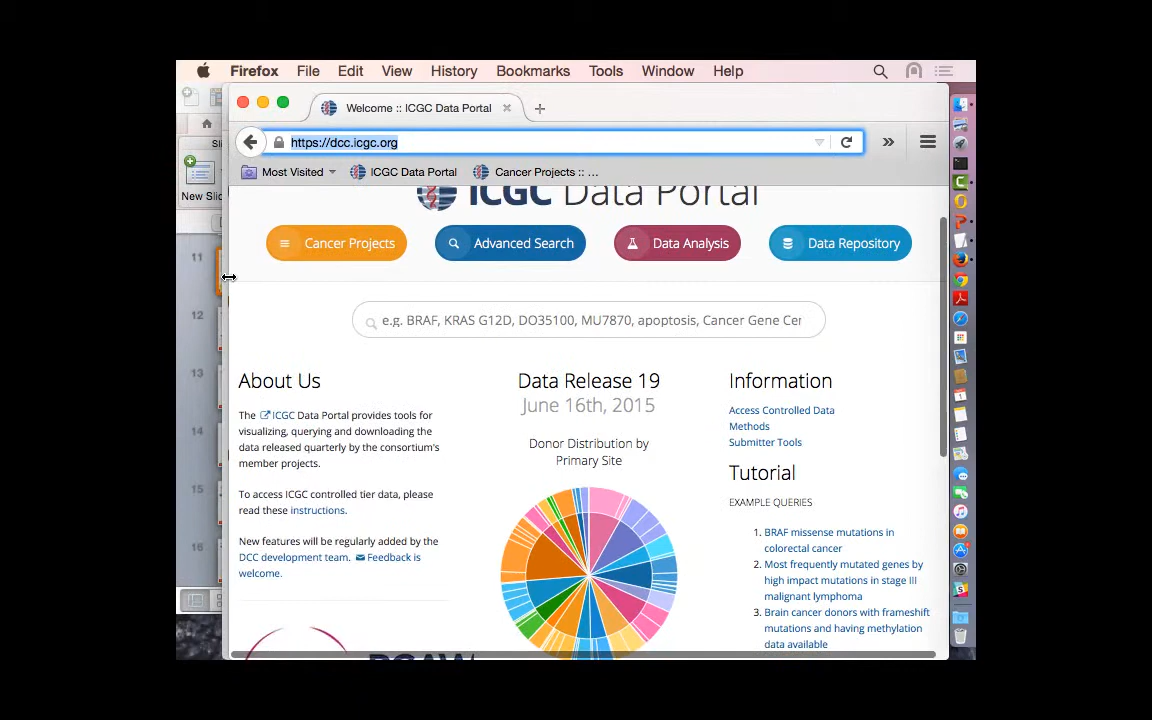 Firefox File Edit View History Bookmarks Tools Window Help
Welcome :: ICGC Data Portal
https://dcc.icgc.org
Most Visited ICGC Data Portal Cancer Projects :: ...
New Slid
11
12
13
14
15
16
ICGC Data Portal
Cancer Projects Advanced Search Data Analysis Data Repository
e.g. BRAF, KRAS G12D, DO35100, MU7870, apoptosis, Cancer Gene Cer
About Us
The ICGC Data Portal provides tools for
visualizing, querying and downloading the
data released quarterly by the consortium's
member projects.
To access ICGC controlled tier data, please
read these instructions.
New features will be regularly added by the
DCC development team. Feedback is
welcome.
Data Release 19
June 16th, 2015
Donor Distribution by
Primary Site
Information
Access Controlled Data
Methods
Submitter Tools
Tutorial
EXAMPLE QUERIES
1. BRAF missense mutations in
colorectal cancer
2. Most frequently mutated genes by
high impact mutations in stage III
malignant lymphoma
3. Brain cancer donors with frameshift
mutations and having methylation
data available